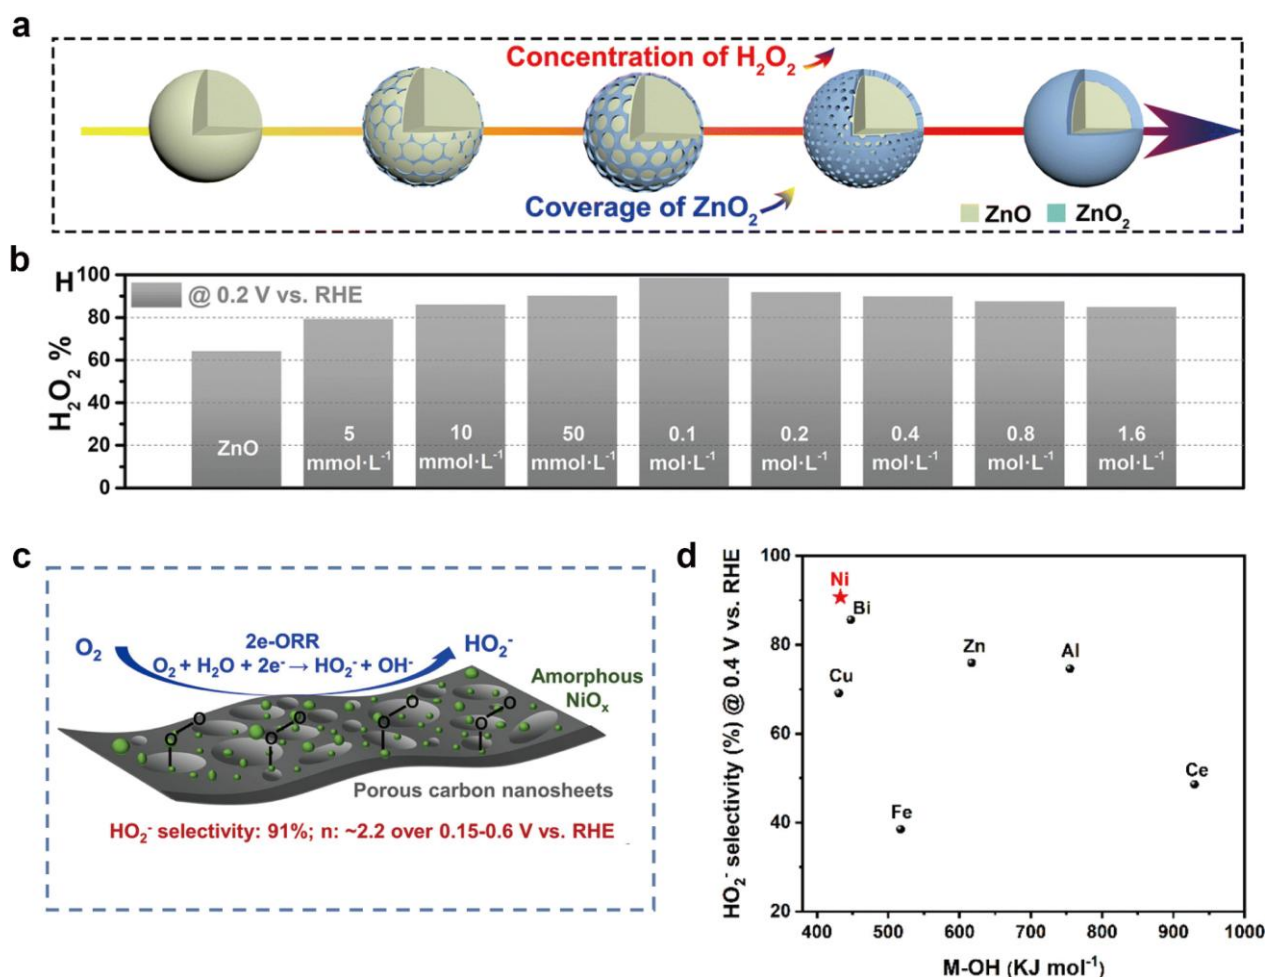 a
Concentration of H₂O₂
Coverage of ZnO₂
ZnO ZnO₂
b
H
@ 0.2 V vs. RHE
H₂O₂ %
100
80
60
40
20
0
ZnO
5 mmol·L⁻¹
10 mmol·L⁻¹
50 mmol·L⁻¹
0.1 mol·L⁻¹
0.2 mol·L⁻¹
0.4 mol·L⁻¹
0.8 mol·L⁻¹
1.6 mol·L⁻¹
c
2e-ORR
O₂
HO₂⁻
O₂ + H₂O + 2e⁻ → HO₂⁻ + OH⁻
Amorphous
NiOₓ
O O O O
O O O O
Porous carbon nanosheets
HO₂⁻ selectivity: 91%; n: ~2.2 over 0.15-0.6 V vs. RHE
d
HO₂⁻ selectivity (%) @ 0.4 V vs. RHE
100
80
60
40
20
Ni
Bi
Cu
Zn
Al
Fe
Ce
400 500 600 700 800 900 1000
M-OH (KJ mol⁻¹)